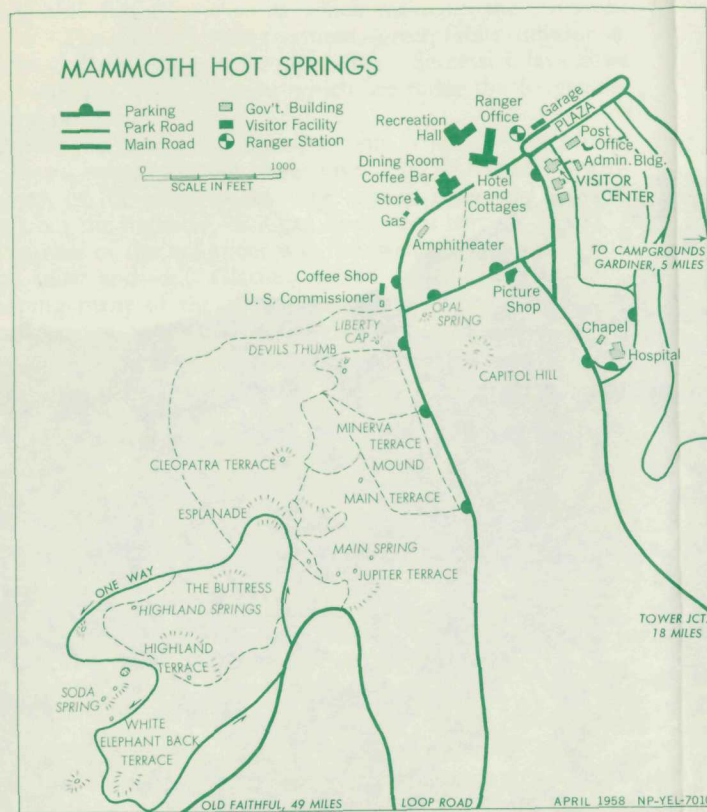 MAMMOTH HOT SPRINGS
Parking
Park Road
Main Road
Gov't. Building
Visitor Facility
Ranger Station
0 1000
SCALE IN FEET
Recreation
Hall
Ranger
Office
Garage
PLAZA
Post
Office
Admin. Bldg.
VISITOR
CENTER
Dining Room
Coffee Bar
Hotel
and
Cottages
Store
Gas
Amphitheater
TO CAMPGROUNDS
GARDINER, 5 MILES
Coffee Shop
U. S. Commissioner
Picture
Shop
OPAL
SPRING
LIBERTY
CAP
DEVILS THUMB
Chapel
Hospital
CAPITOL HILL
MINERVA
TERRACE
CLEOPATRA TERRACE
MOUND
MAIN TERRACE
ESPLANADE
MAIN SPRING
JUPITER TERRACE
ONE WAY
THE BUTTRESS
HIGHLAND SPRINGS
HIGHLAND
TERRACE
TOWER JCT.
18 MILES
SODA
SPRING
WHITE
ELEPHANT BACK
TERRACE
OLD FAITHFUL, 49 MILES
LOOP ROAD
APRIL 1958 NP-YEL-7010